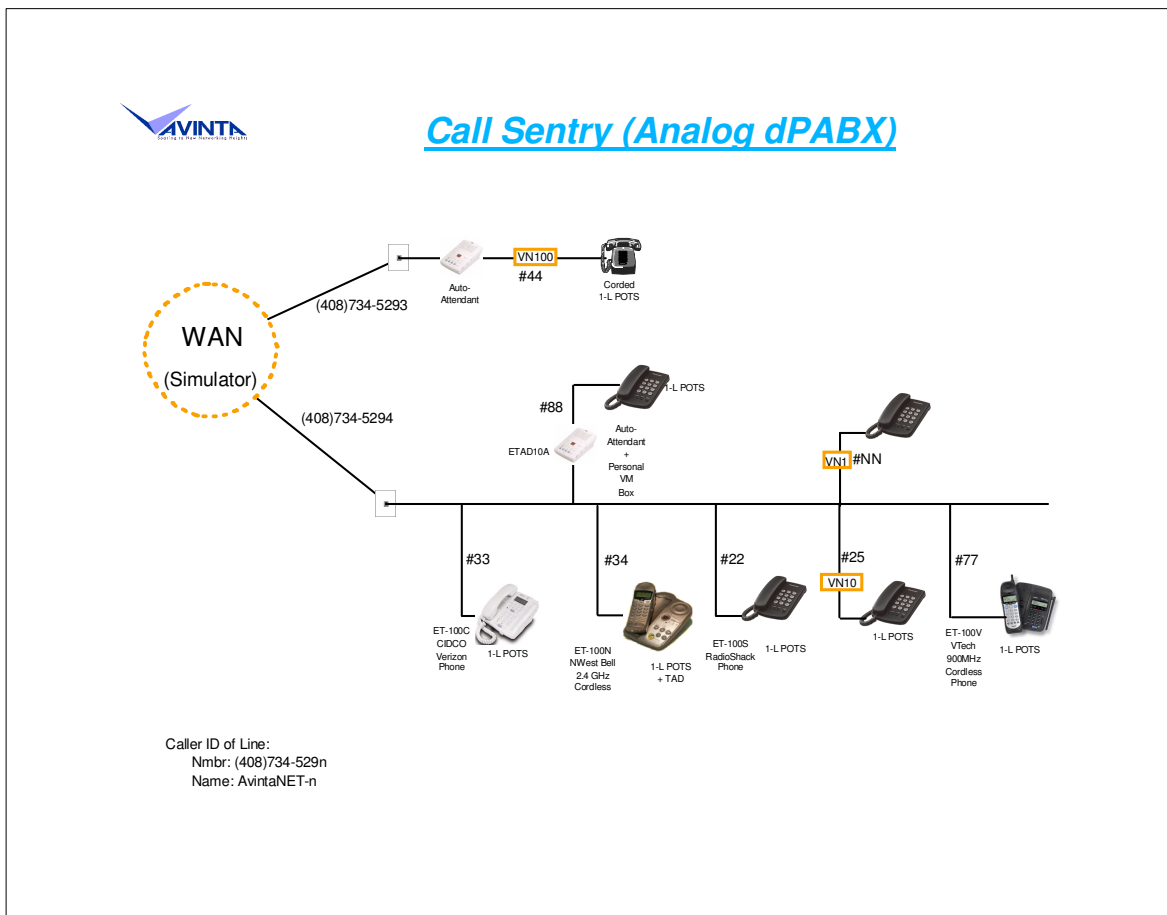 AVINTA
Soaring to New Networking Heights
Call Sentry (Analog dPABX)
VN100
#44
Auto-
Attendant
Corded
1-L POTS
(408)734-5293
WAN
(Simulator)
(408)734-5294
#88
1-L POTS
ETAD10A
Auto-
Attendant
+
Personal
VM
Box
VN1 #NN
#33
#34
#22
#25
#77
VN10
ET-100C
CIDCO
Verizon
Phone
1-L POTS
ET-100N
NWest Bell
2.4 GHz
Cordless
1-L POTS
+ TAD
ET-100S
RadioShack
Phone
1-L POTS
1-L POTS
ET-100V
VTech
900MHz
Cordless
Phone
1-L POTS
Caller ID of Line:
Nmbr: (408)734-529n
Name: AvintaNET-n